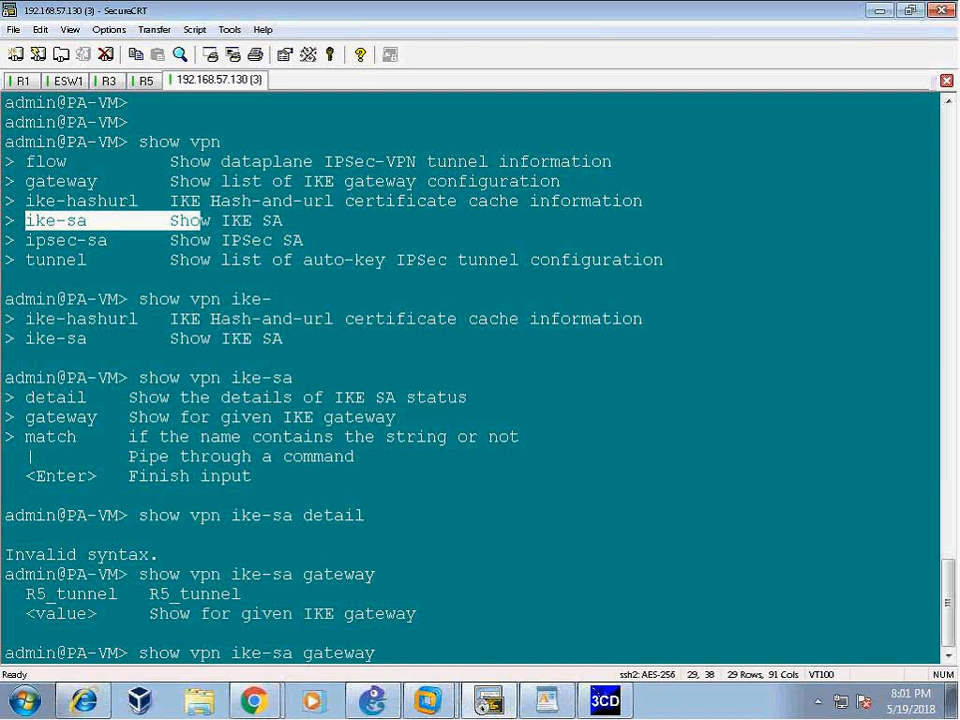 192.168.57.130 (3) - SecureCRT
File Edit View Options Transfer Script Tools Help
R1 ESW1 R3 R5 192.168.57.130 (3)
admin@PA-VM>
admin@PA-VM>
admin@PA-VM> show vpn
> flow Show dataplane IPSec-VPN tunnel information
> gateway Show list of IKE gateway configuration
> ike-hashurl IKE Hash-and-url certificate cache information
> ike-sa Show IKE SA
> ipsec-sa Show IPSec SA
> tunnel Show list of auto-key IPSec tunnel configuration
admin@PA-VM> show vpn ike-
> ike-hashurl IKE Hash-and-url certificate cache information
> ike-sa Show IKE SA
admin@PA-VM> show vpn ike-sa
> detail Show the details of IKE SA status
> gateway Show for given IKE gateway
> match if the name contains the string or not
| Pipe through a command
<Enter> Finish input
admin@PA-VM> show vpn ike-sa detail
Invalid syntax.
admin@PA-VM> show vpn ike-sa gateway
R5_tunnel R5_tunnel
<value> Show for given IKE gateway
admin@PA-VM> show vpn ike-sa gateway
Ready ssh2: AES-256 29, 38 29 Rows, 91 Cols VT100 NUM
3CD
8:01 PM
5/19/2018